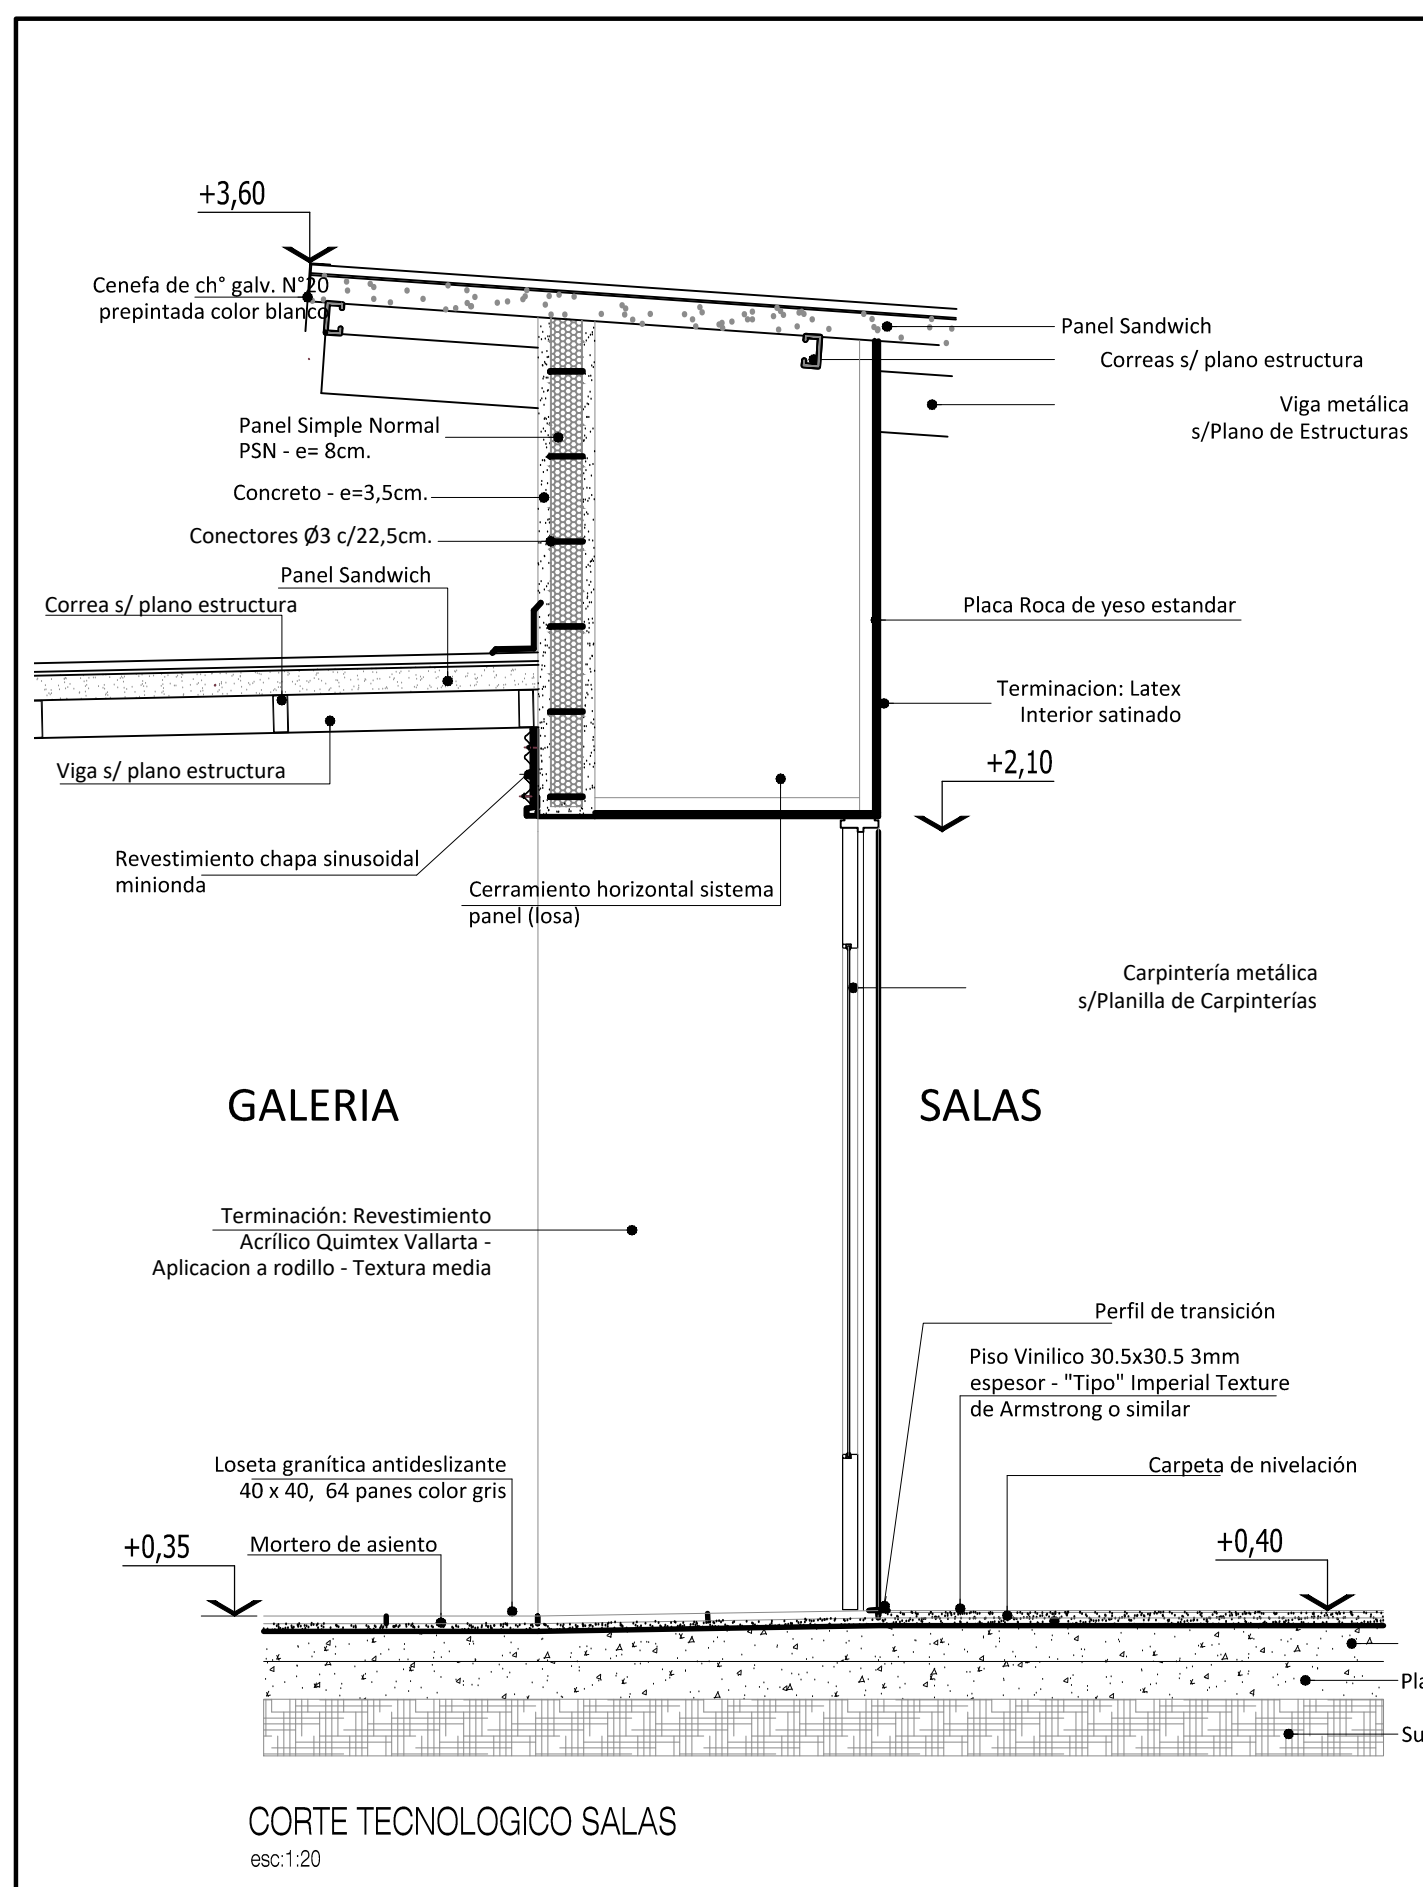 +3,60
Cenefa de ch° galv. N°20
prepintada color blanco
Panel Sandwich
Correas s/ plano estructura
Viga metálica
s/Plano de Estructuras
Panel Simple Normal
PSN - e= 8cm.
Concreto - e=3,5cm.
Conectores Ø3 c/22,5cm.
Panel Sandwich
Correa s/ plano estructura
Placa Roca de yeso estandar
Terminacion: Latex
Interior satinado
+2,10
Viga s/ plano estructura
Revestimiento chapa sinusoidal
minionda
Cerramiento horizontal sistema
panel (losa)
Carpintería metálica
s/Planilla de Carpinterías
GALERIA
SALAS
Terminación: Revestimiento
Acrílico Quimtex Vallarta -
Aplicacion a rodillo - Textura media
Perfil de transición
Piso Vinilico 30.5x30.5 3mm
espesor - "Tipo" Imperial Texture
de Armstrong o similar
Loseta granítica antideslizante
40 x 40,  64 panes color gris
Carpeta de nivelación
+0,35
Mortero de asiento
+0,40
Pla
Su
CORTE TECNOLOGICO SALAS
esc:1:20